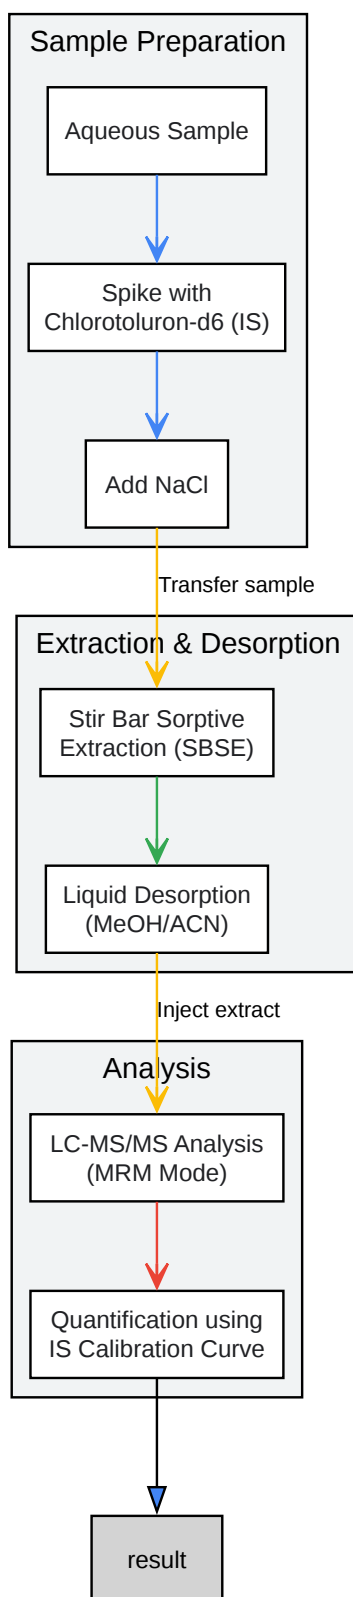 Sample Preparation
Aqueous Sample
Spike with
Chlorotoluron-d6 (IS)
Add NaCl
Transfer sample
Extraction & Desorption
Stir Bar Sorptive
Extraction (SBSE)
Liquid Desorption
(MeOH/ACN)
Inject extract
Analysis
LC-MS/MS Analysis
(MRM Mode)
Quantification using
IS Calibration Curve
result